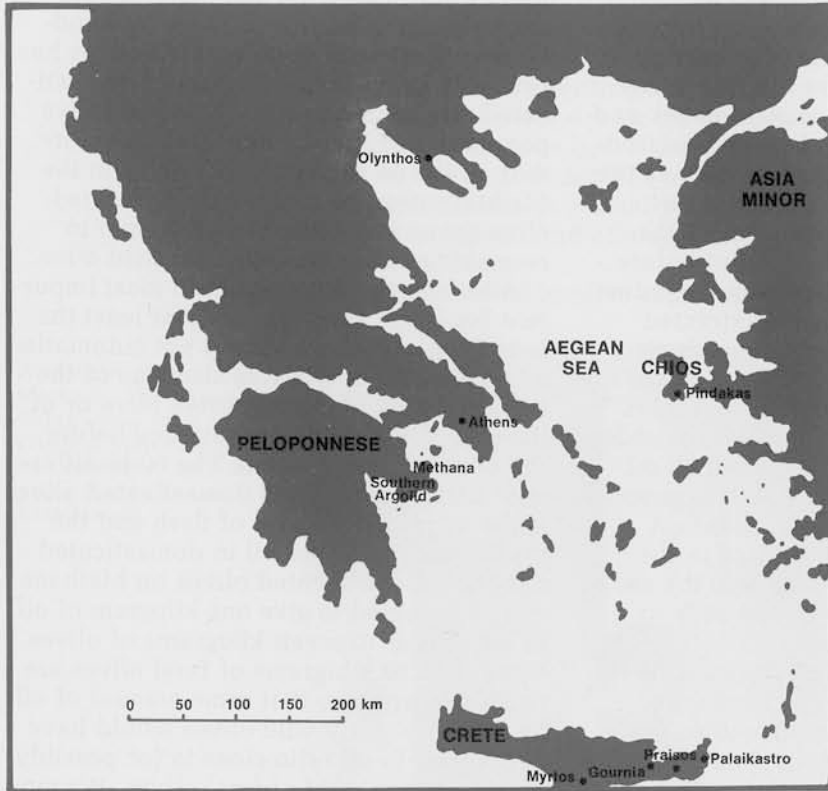 Olynthos
ASIA
MINOR
AEGEAN
SEA
CHIOS
Pindakas
Athens
PELOPONNESE
Methana
Southern
Argolid
0 50 100 150 200 km
CRETE
Praisos
Palaikastro
Gournia
Myrios